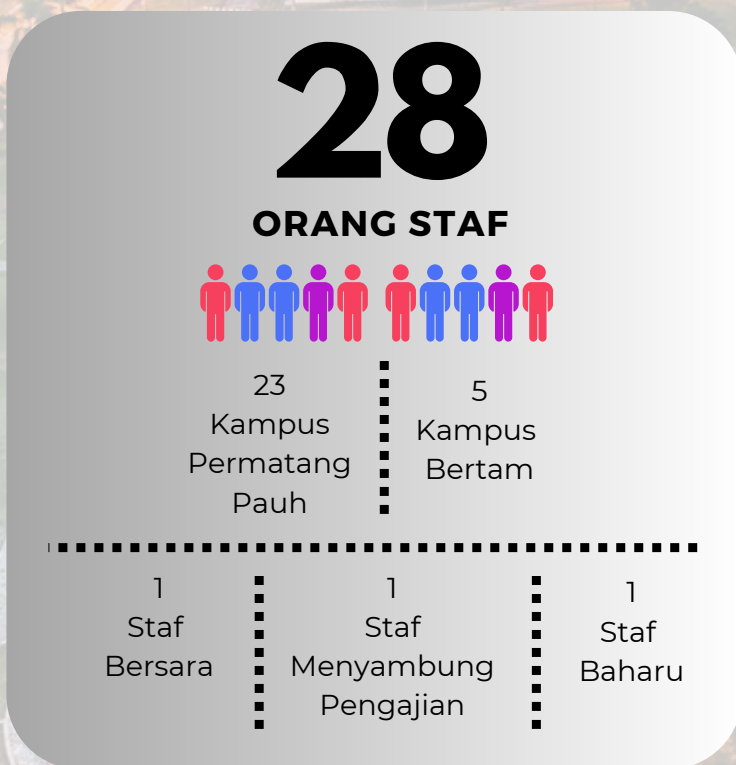 28
ORANG STAF
23
Kampus
Permatang
Pauh
5
Kampus
Bertam
1
Staf
Bersara
1
Staf
Menyambung
Pengajian
1
Staf
Baharu